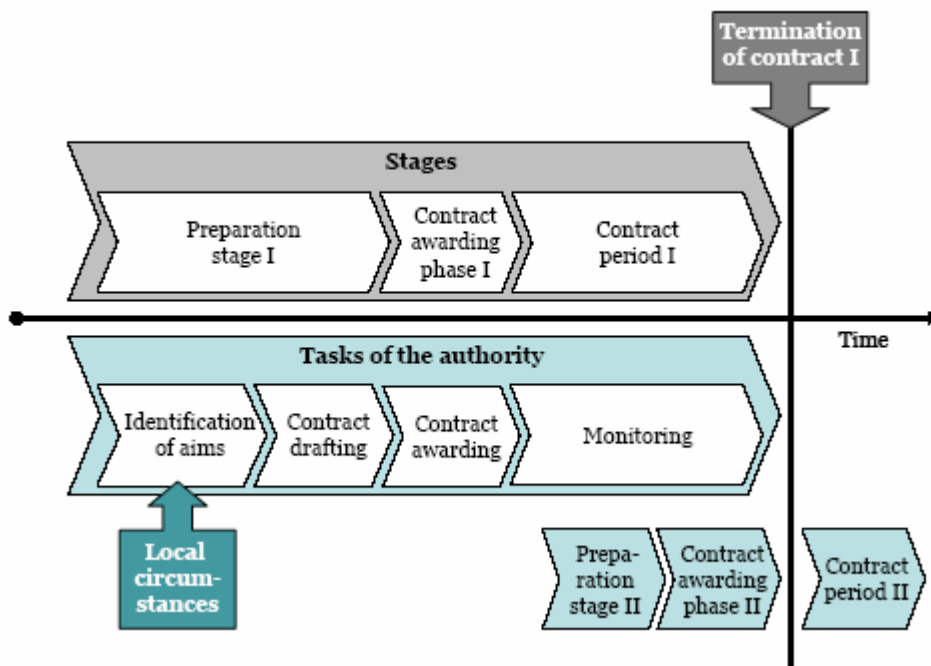 Termination
of contract I
Stages
Preparation
stage I
Contract
awarding
phase I
Contract
period I
Time
Tasks of the authority
Identification
of aims
Contract
drafting
Contract
awarding
Monitoring
Local
circum-
stances
Prepa-
ration
stage II
Contract
awarding
phase II
Contract
period II